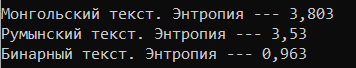 Монгольский текст. Энтропия --- 3,803
Румынский текст. Энтропия --- 3,53
Бинарный текст. Энтропия --- 0,963